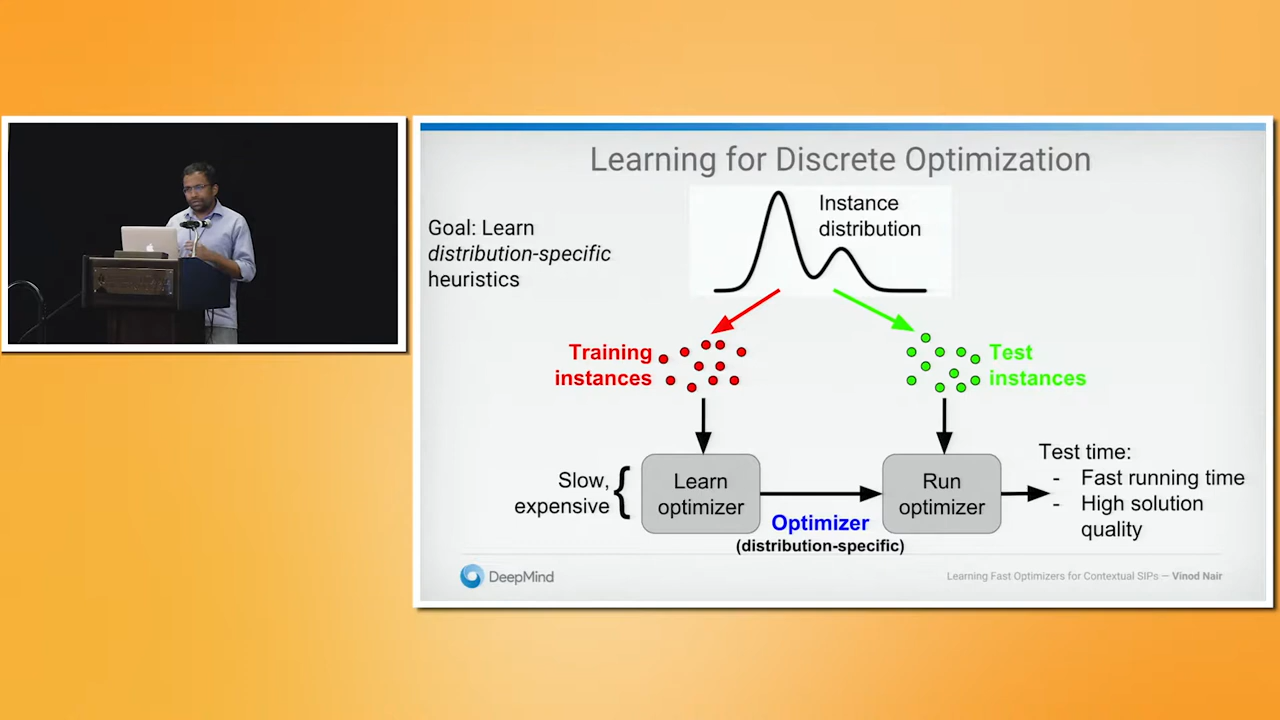 Learning for Discrete Optimization
Goal: Learn
distribution-specific
heuristics
Instance
distribution
Training
instances
Test
instances
Slow,
expensive
Learn
optimizer
Optimizer
(distribution-specific)
Run
optimizer
Test time:
- Fast running time
- High solution
quality
DeepMind
Learning Fast Optimizers for Contextual SIPs — Vinod Nair